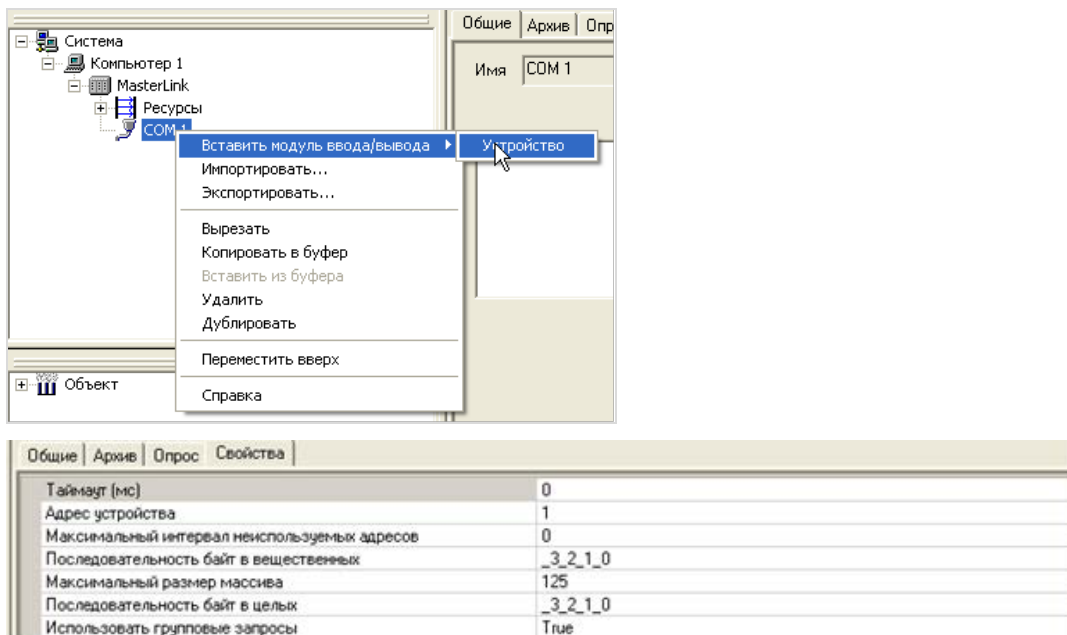 Общие Архив Опр
Система
Компьютер 1
Имя COM 1
MasterLink
Ресурсы
COM 1
Вставить модуль ввода/вывода Устройство
Импортировать...
Экспортировать...
Вырезать
Копировать в буфер
Вставить из буфера
Удалить
Дублировать
Переместить вверх
Объект
Справка
Общие Архив Опрос Свойства
Таймаут (мс) 0
Адрес устройства 1
Максимальный интервал неиспользуемых адресов 0
Последовательность байт в вещественных _3_2_1_0
Максимальный размер массива 125
Последовательность байт в целых _3_2_1_0
Использовать групповые запросы True